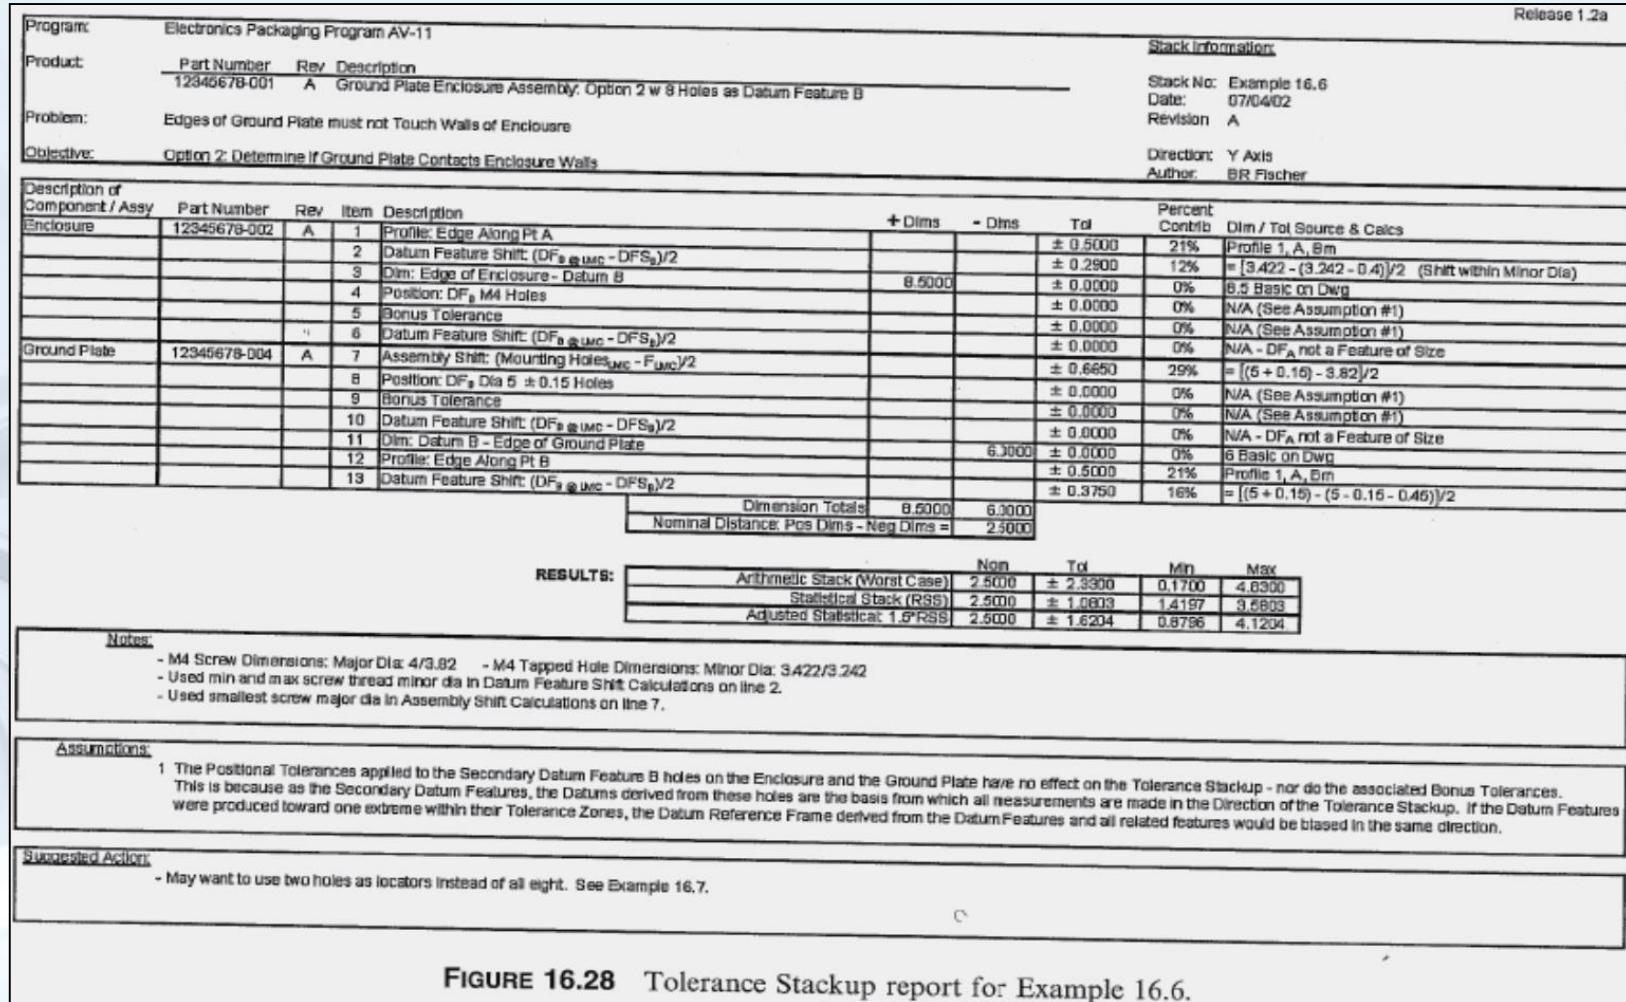 Release 1.2a
Program: Electronics Packaging Program AV-11
Stack Information:
Product: Part Number Rev Description
12345678-001 A Ground Plate Enclosure Assembly: Option 2 w 8 Holes as Datum Feature B
Stack No: Example 16.6
Date: 07/04/02
Revision A
Problem: Edges of Ground Plate must not Touch Walls of Enclousre
Objective: Option 2: Determine if Ground Plate Contacts Enclosure Walls
Direction: Y Axis
Author: BR Fischer
Description of Component / Assy Part Number Rev Item Description + Dims - Dims Tol Percent Contrib Dim / Tol Source & Calcs
Enclosure 12345678-002 A 1 Profile: Edge Along Pt A ± 0.5000 21% Profile 1, A, Bm
2 Datum Feature Shift: (DFB @ LMC - DFSB)/2 ± 0.2900 12% = [3.422 - (3.242 - 0.4)]/2 (Shift within Minor Dia)
3 Dim: Edge of Enclosure - Datum B 8.5000 ± 0.0000 0% 8.5 Basic on Dwg
4 Position: DFB M4 Holes ± 0.0000 0% N/A (See Assumption #1)
5 Bonus Tolerance ± 0.0000 0% N/A (See Assumption #1)
6 Datum Feature Shift: (DFB @ LMC - DFSB)/2 ± 0.0000 0% N/A - DFA not a Feature of Size
Ground Plate 12345678-004 A 7 Assembly Shift: (Mounting HolesLMC - FLMC)/2 ± 0.6650 29% = [(5 + 0.15) - 3.82]/2
8 Position: DFB Dia 5 ± 0.15 Holes ± 0.0000 0% N/A (See Assumption #1)
9 Bonus Tolerance ± 0.0000 0% N/A (See Assumption #1)
10 Datum Feature Shift: (DFB @ LMC - DFSB)/2 ± 0.0000 0% N/A - DFA not a Feature of Size
11 Dim: Datum B - Edge of Ground Plate 6.0000 ± 0.0000 0% 6 Basic on Dwg
12 Profile: Edge Along Pt B ± 0.5000 21% Profile 1, A, Bm
13 Datum Feature Shift: (DFB @ LMC - DFSB)/2 ± 0.3750 16% = [(5 + 0.15) - (5 - 0.15 - 0.45)]/2
Dimension Totals 8.5000 6.0000
Nominal Distance: Pos Dims - Neg Dims = 2.5000
Nom Tol Min Max
RESULTS: Arithmetic Stack (Worst Case) 2.5000 ± 2.3300 0.1700 4.8300
Statistical Stack (RSS) 2.5000 ± 1.0803 1.4197 3.5803
Adjusted Statistical: 1.5*RSS 2.5000 ± 1.6204 0.8796 4.1204
Notes:
- M4 Screw Dimensions: Major Dia: 4/3.82 - M4 Tapped Hole Dimensions: Minor Dia: 3.422/3.242
- Used min and max screw thread minor dia in Datum Feature Shift Calculations on line 2.
- Used smallest screw major dia in Assembly Shift Calculations on line 7.
Assumptions:
1 The Positional Tolerances applied to the Secondary Datum Feature B holes on the Enclosure and the Ground Plate have no effect on the Tolerance Stackup - nor do the associated Bonus Tolerances.
This is because as the Secondary Datum Features, the Datums derived from these holes are the basis from which all measurements are made in the Direction of the Tolerance Stackup. If the Datum Features
were produced toward one extreme within their Tolerance Zones, the Datum Reference Frame derived from the Datum Features and all related features would be biased in the same direction.
Suggested Action:
- May want to use two holes as locators instead of all eight. See Example 16.7.
FIGURE 16.28 Tolerance Stackup report for Example 16.6.